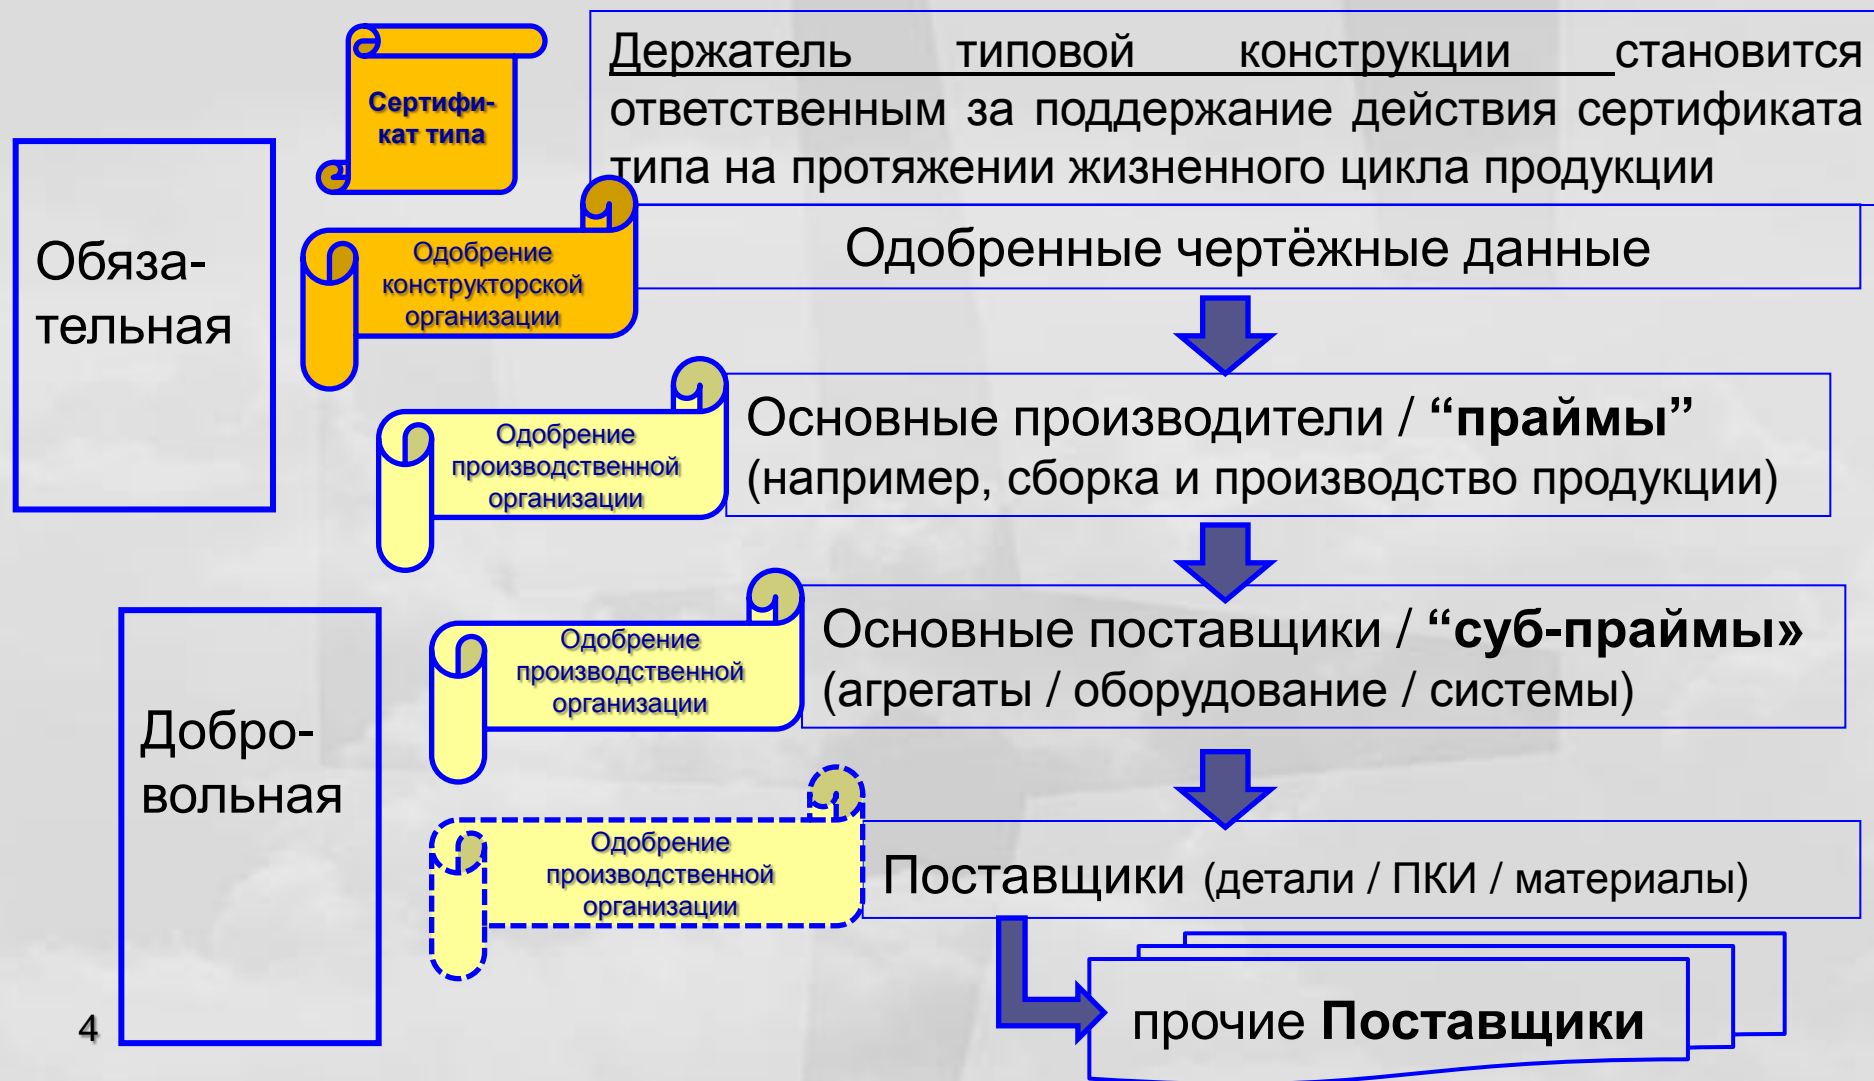 Сертифи-
кат типа
Держатель типовой конструкции становится
ответственным за поддержание действия сертификата
типа на протяжении жизненного цикла продукции
Обяза-
тельная
Одобрение
конструкторской
организации
Одобренные чертёжные данные
Одобрение
производственной
организации
Основные производители / “праймы”
(например, сборка и производство продукции)
Добро-
вольная
Одобрение
производственной
организации
Основные поставщики / “суб-праймы»
(агрегаты / оборудование / системы)
Одобрение
производственной
организации
Поставщики (детали / ПКИ / материалы)
прочие Поставщики
4